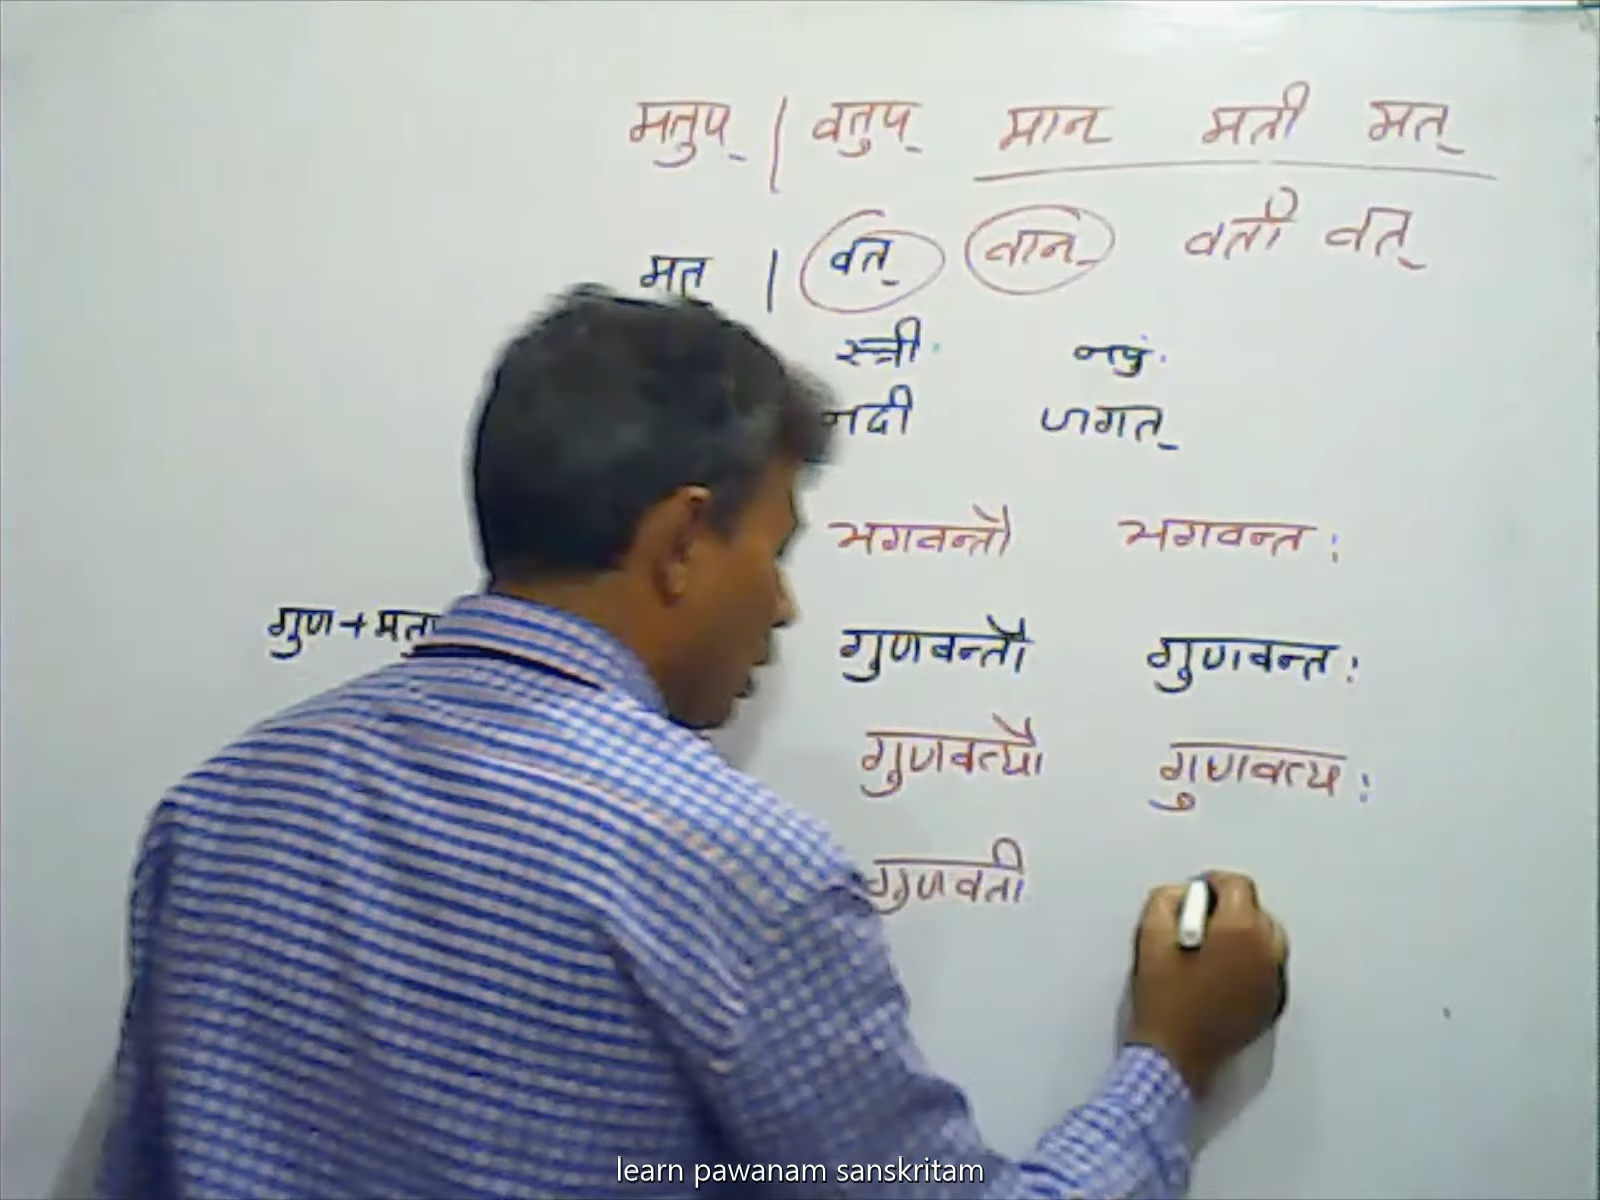 मतुप् | वतुप् मान मती मत्
मत् | वत् वान् वती वत्
स्त्री. नपुं.
नदी जगत्
भगवन्तौ भगवन्तः
गुण + मतु गुणवन्तौ गुणवन्तः
गुणवत्यौ गुणवत्यः
गुणवती
learn pawanam sanskritam